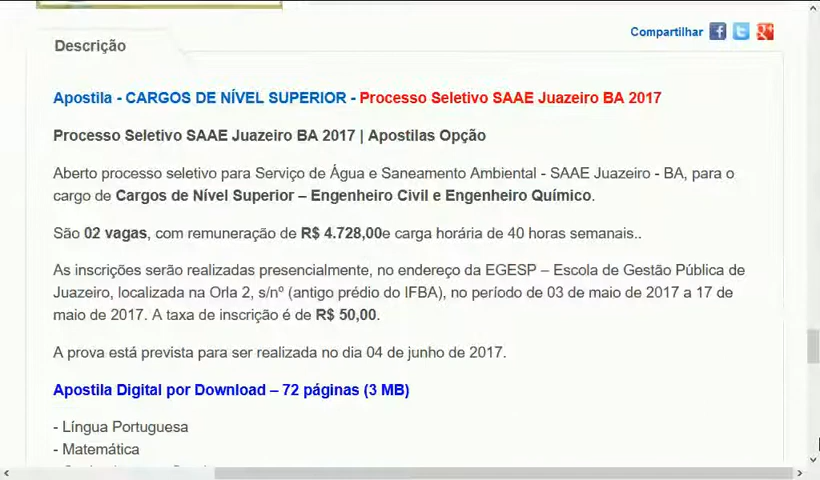 Compartilhar
Descrição
Apostila - CARGOS DE NÍVEL SUPERIOR - Processo Seletivo SAAE Juazeiro BA 2017
Processo Seletivo SAAE Juazeiro BA 2017 | Apostilas Opção
Aberto processo seletivo para Serviço de Água e Saneamento Ambiental - SAAE Juazeiro - BA, para o
cargo de Cargos de Nível Superior – Engenheiro Civil e Engenheiro Químico.
São 02 vagas, com remuneração de R$ 4.728,00e carga horária de 40 horas semanais..
As inscrições serão realizadas presencialmente, no endereço da EGESP – Escola de Gestão Pública de
Juazeiro, localizada na Orla 2, s/nº (antigo prédio do IFBA), no período de 03 de maio de 2017 a 17 de
maio de 2017. A taxa de inscrição é de R$ 50,00.
A prova está prevista para ser realizada no dia 04 de junho de 2017.
Apostila Digital por Download – 72 páginas (3 MB)
- Língua Portuguesa
- Matemática